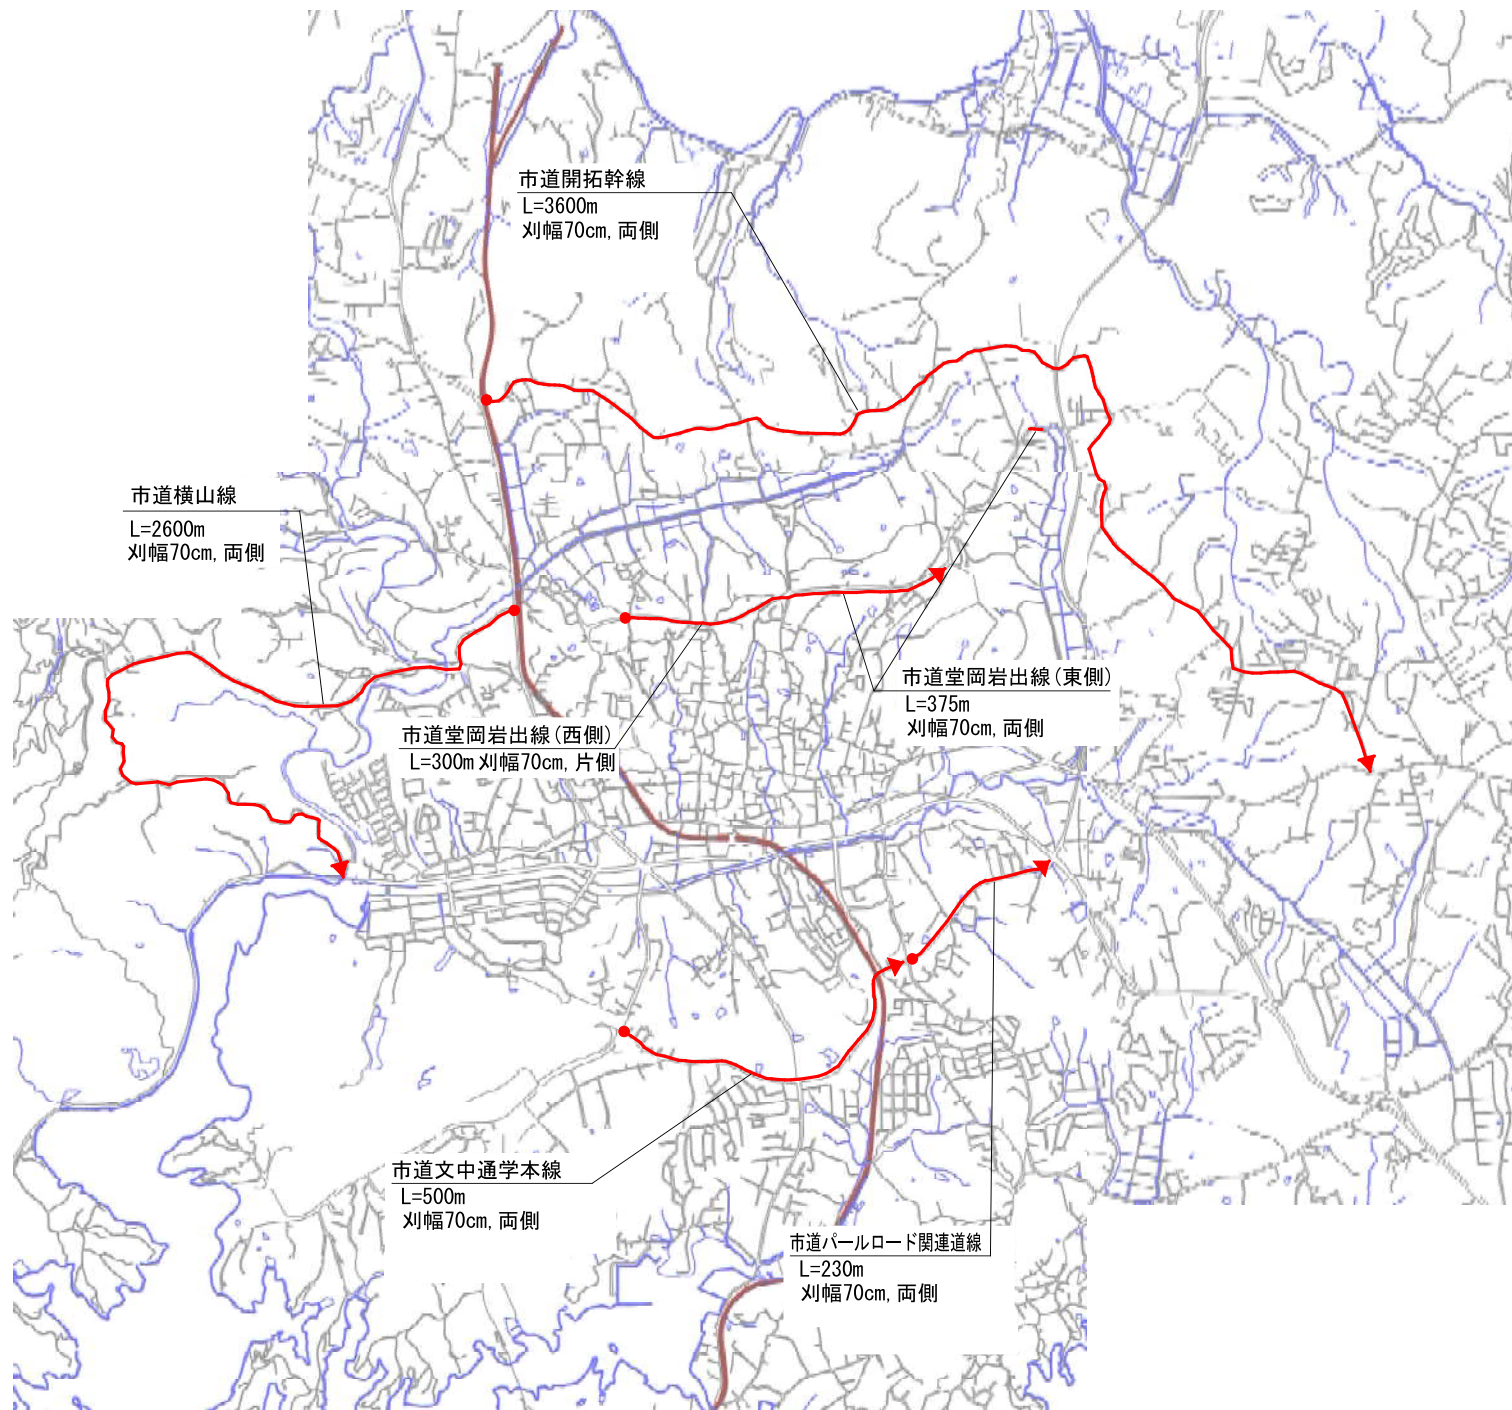 市道開拓幹線
L=3600m
刈幅70cm, 両側
市道横山線
L=2600m
刈幅70cm, 両側
市道堂岡岩出線(東側)
L=375m
刈幅70cm, 両側
市道堂岡岩出線(西側)
L=300m 刈幅70cm, 片側
市道文中通学本線
L=500m
刈幅70cm, 両側
市道パールロード関連道線
L=230m
刈幅70cm, 両側